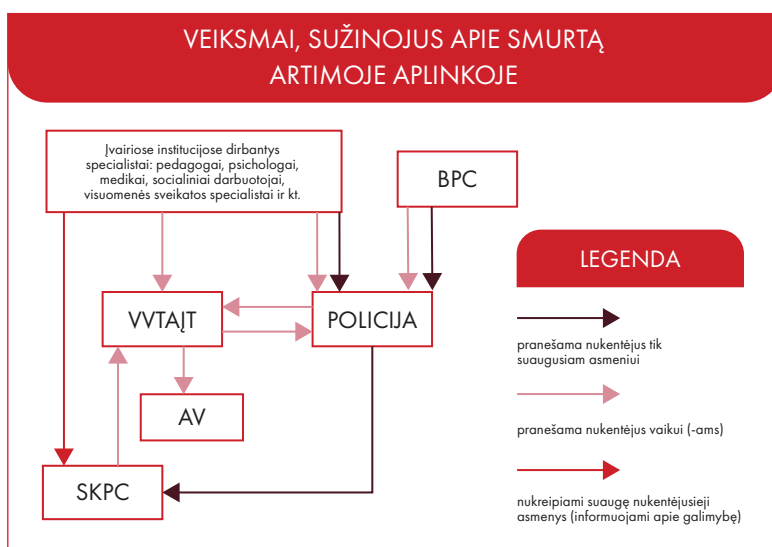 VEIKSMAI, SUŽINOJUS APIE SMURTĄ
ARTIMOJE APLINKOJE
Įvairiose institucijose dirbantys
specialistai: pedagogai, psichologai,
medikai, socialiniai darbuotojai,
visuomenės sveikatos specialistai ir kt.
BPC
VVTAĮT
POLICIJA
AV
SKPC
LEGENDA
pranešama nukentėjus tik
suaugusiam asmeniui
pranešama nukentėjus vaikui (-ams)
nukreipiami suaugę nukentėjusieji
asmenys (informuojami apie galimybę)